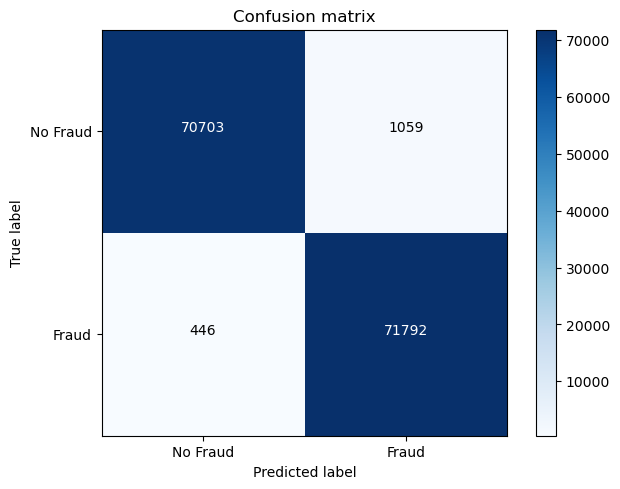 Confusion matrix
True label
No Fraud
Fraud
70703
1059
446
71792
No Fraud
Fraud
Predicted label
70000
60000
50000
40000
30000
20000
10000